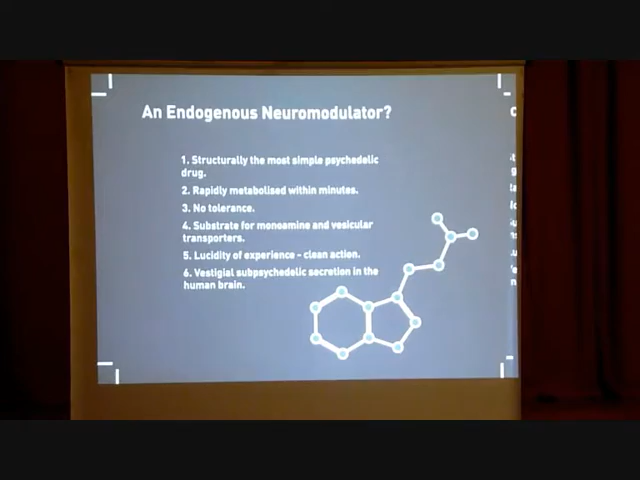 An Endogenous Neuromodulator?
1. Structurally the most simple psychedelic
drug.
2. Rapidly metabolised within minutes.
3. No tolerance.
4. Substrate for monoamine and vesicular
transporters.
5. Lucidity of experience - clean action.
6. Vestigial subpsychedelic secretion in the
human brain.